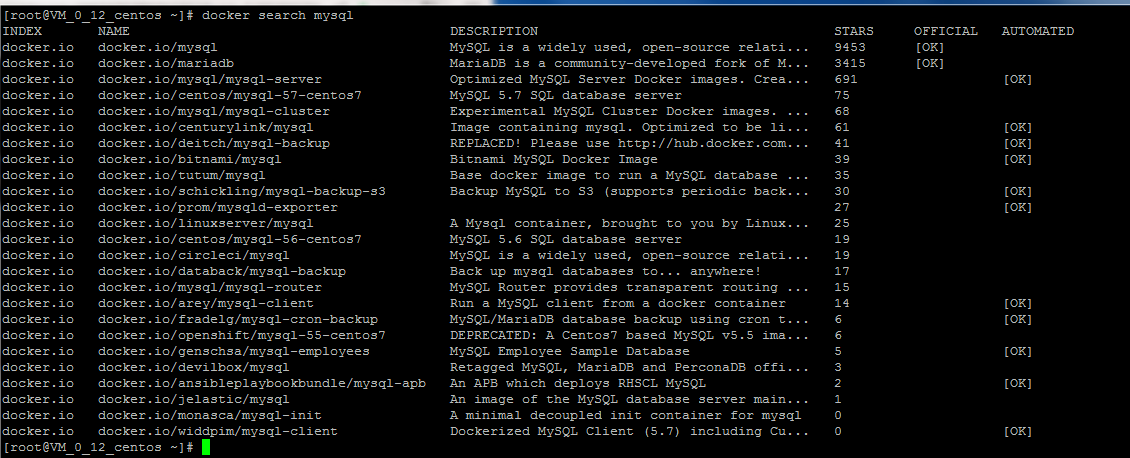 [root@VM_0_12_centos ~]# docker search mysql
INDEX NAME DESCRIPTION STARS OFFICIAL AUTOMATED
docker.io docker.io/mysql MySQL is a widely used, open-source relati... 9453 [OK]
docker.io docker.io/mariadb MariaDB is a community-developed fork of M... 3415 [OK]
docker.io docker.io/mysql/mysql-server Optimized MySQL Server Docker images. Crea... 691 [OK]
docker.io docker.io/centos/mysql-57-centos7 MySQL 5.7 SQL database server 75
docker.io docker.io/mysql/mysql-cluster Experimental MySQL Cluster Docker images. ... 68
docker.io docker.io/centurylink/mysql Image containing mysql. Optimized to be li... 61 [OK]
docker.io docker.io/deitch/mysql-backup REPLACED! Please use http://hub.docker.com... 41 [OK]
docker.io docker.io/bitnami/mysql Bitnami MySQL Docker Image 39 [OK]
docker.io docker.io/tutum/mysql Base docker image to run a MySQL database ... 35
docker.io docker.io/schickling/mysql-backup-s3 Backup MySQL to S3 (supports periodic back... 30 [OK]
docker.io docker.io/prom/mysqld-exporter 27 [OK]
docker.io docker.io/linuxserver/mysql A Mysql container, brought to you by Linux... 25
docker.io docker.io/centos/mysql-56-centos7 MySQL 5.6 SQL database server 19
docker.io docker.io/circleci/mysql MySQL is a widely used, open-source relati... 19
docker.io docker.io/databack/mysql-backup Back up mysql databases to... anywhere! 17
docker.io docker.io/mysql/mysql-router MySQL Router provides transparent routing ... 15
docker.io docker.io/arey/mysql-client Run a MySQL client from a docker container 14 [OK]
docker.io docker.io/fradelg/mysql-cron-backup MySQL/MariaDB database backup using cron t... 6 [OK]
docker.io docker.io/openshift/mysql-55-centos7 DEPRECATED: A Centos7 based MySQL v5.5 ima... 6
docker.io docker.io/genschsa/mysql-employees MySQL Employee Sample Database 5 [OK]
docker.io docker.io/devilbox/mysql Retagged MySQL, MariaDB and PerconaDB offi... 3
docker.io docker.io/ansibleplaybookbundle/mysql-apb An APB which deploys RHSCL MySQL 2 [OK]
docker.io docker.io/jelastic/mysql An image of the MySQL database server main... 1
docker.io docker.io/monasca/mysql-init A minimal decoupled init container for mysql 0
docker.io docker.io/widdpim/mysql-client Dockerized MySQL Client (5.7) including Cu... 0 [OK]
[root@VM_0_12_centos ~]#